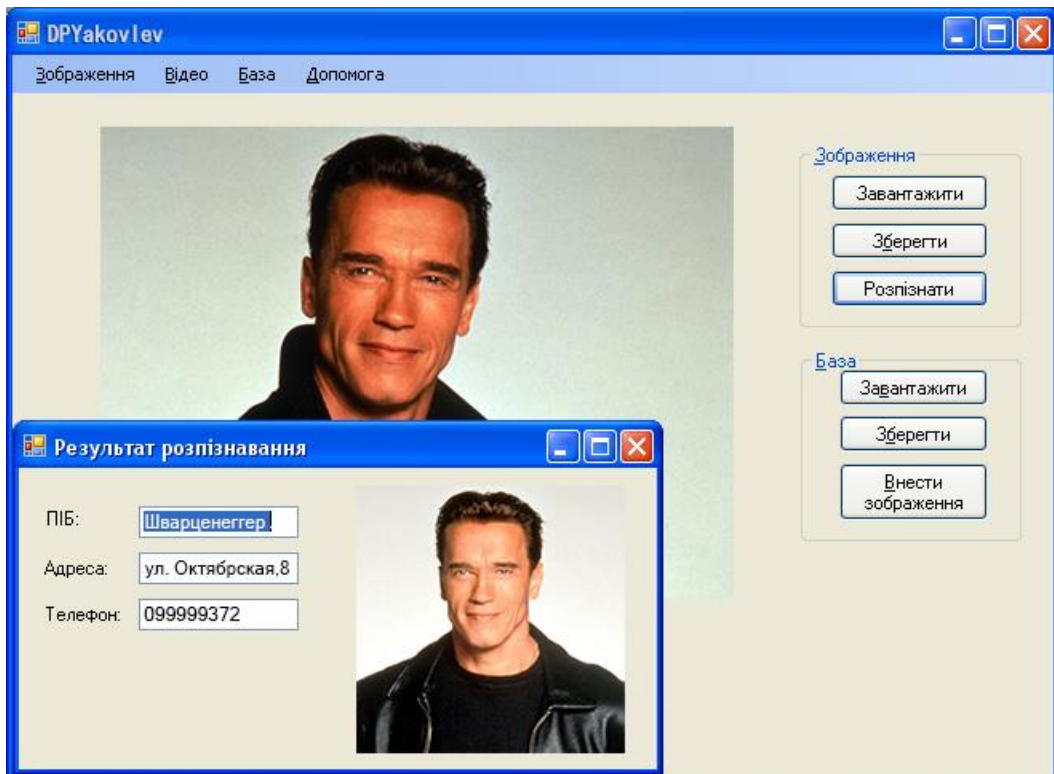 DPYakovlev
Зображення Відео База Допомога
Зображення
Завантажити
Зберегти
Розпізнати
База
Завантажити
Зберегти
Внести
зображення
Результат розпізнавання
ПІБ: Шварценеггер
Адреса: ул. Октябрская,8
Телефон: 099999372